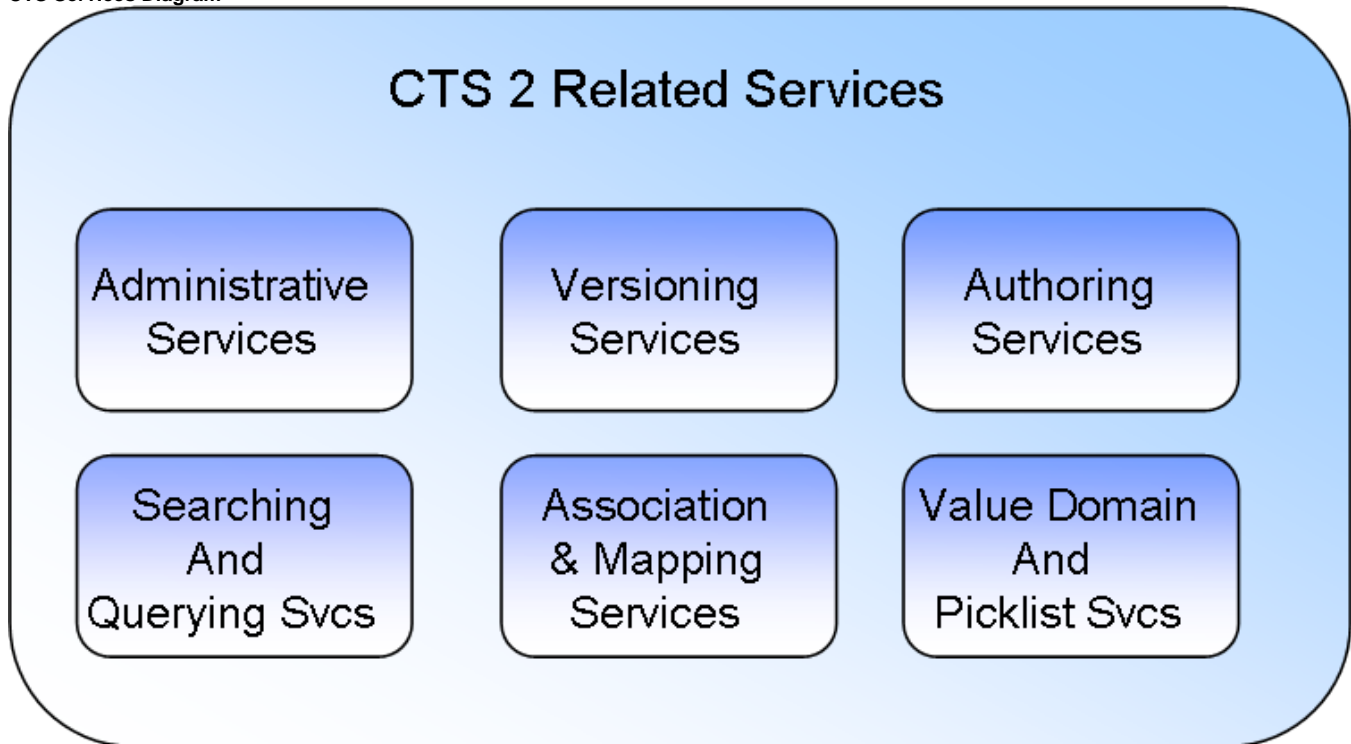 CTS 2 Related Services
Administrative
Services
Versioning
Services
Authoring
Services
Searching
And
Querying Svcs
Association
& Mapping
Services
Value Domain
And
Picklist Svcs